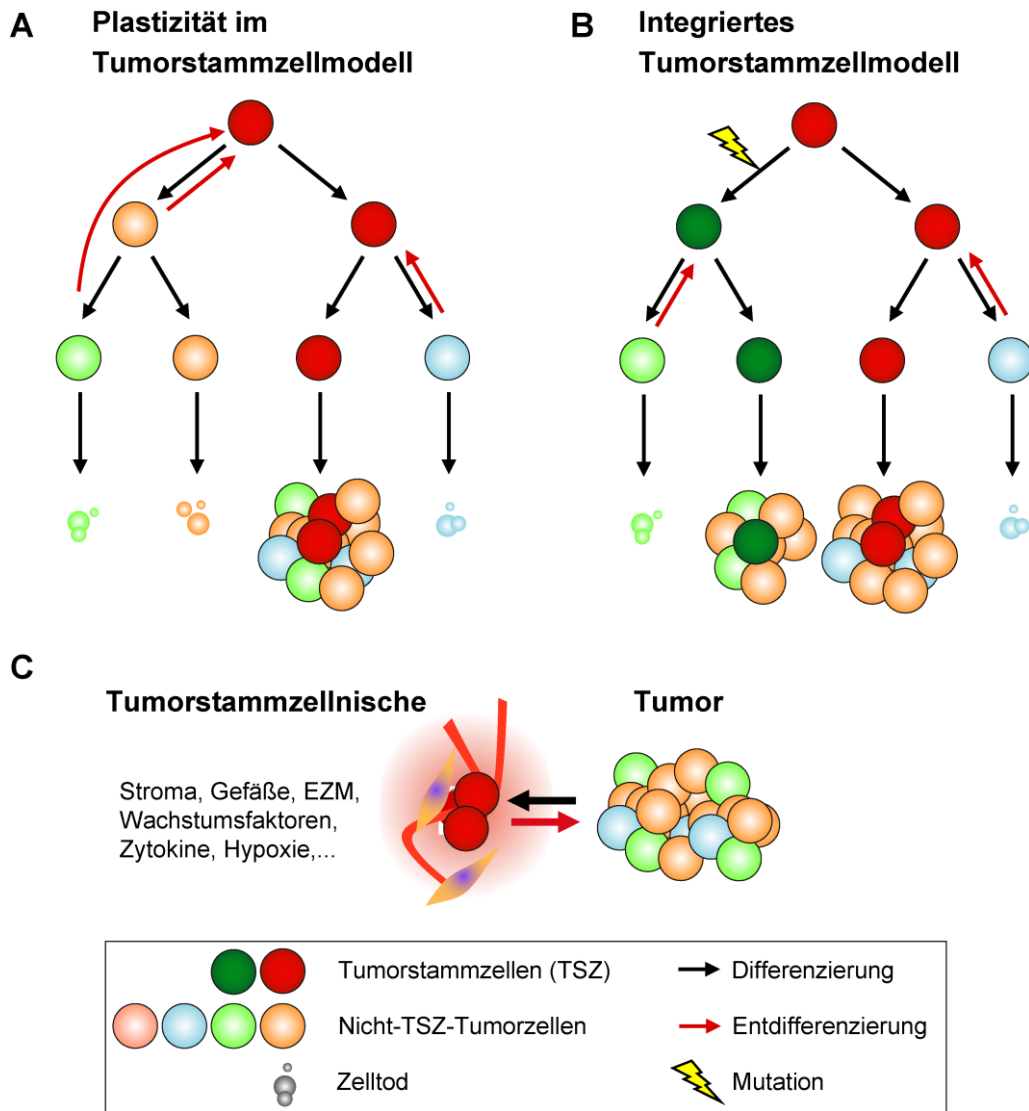 A
Plastizität im
Tumorstammzellmodell
B
Integriertes
Tumorstammzellmodell
C
Tumorstammzellnische
Tumor
Stroma, Gefäße, EZM,
Wachstumsfaktoren,
Zytokine, Hypoxie,...
Tumorstammzellen (TSZ)
Differenzierung
Nicht-TSZ-Tumorzellen
Entdifferenzierung
Zelltod
Mutation